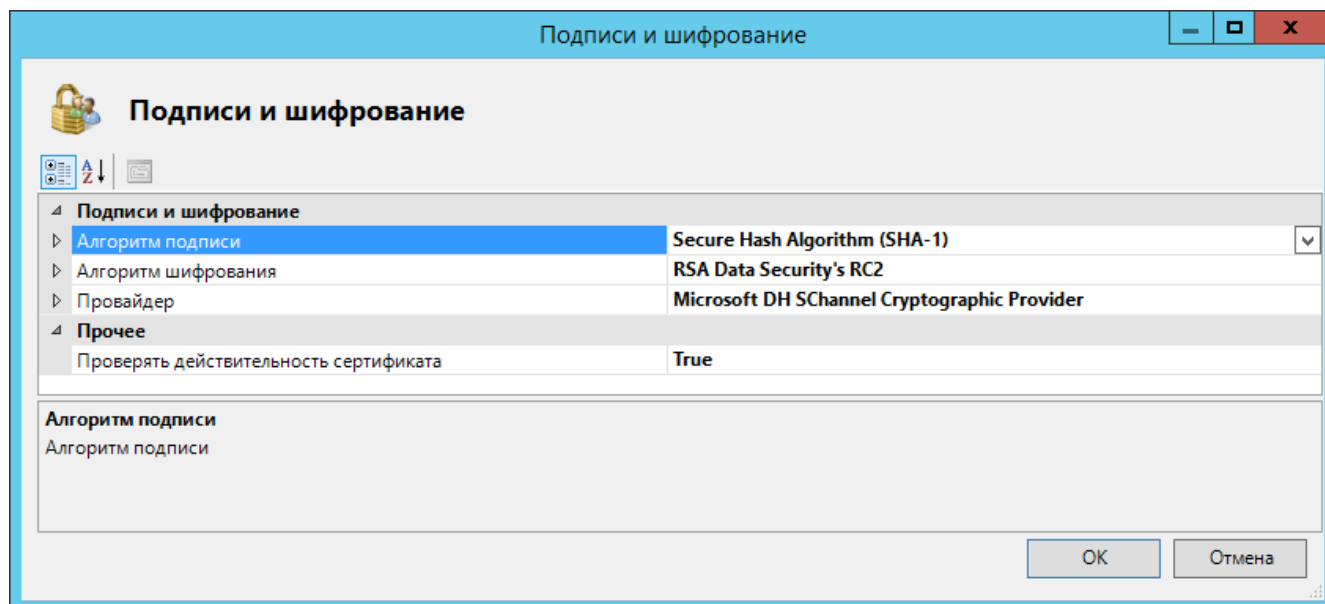 Подписи и шифрование
Подписи и шифрование
Подписи и шифрование
Алгоритм подписи Secure Hash Algorithm (SHA-1)
Алгоритм шифрования RSA Data Security's RC2
Провайдер Microsoft DH SChannel Cryptographic Provider
Прочее
Проверять действительность сертификата True
Алгоритм подписи
Алгоритм подписи
OK Отмена